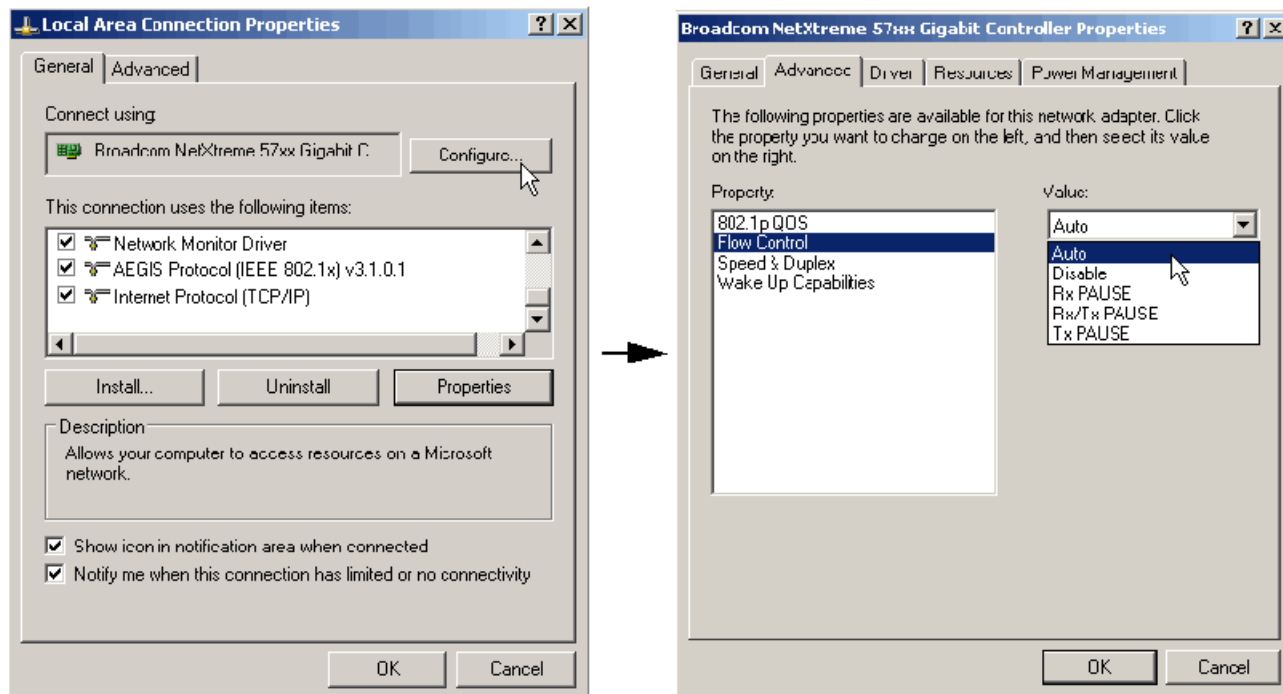 Local Area Connection Properties
General
Advanced
Connect using:
Broadcom NetXtreme 57xx Gigabit C
Configure...
This connection uses the following items:
Network Monitor Driver
AEGIS Protocol (IEEE 802.1x) v3.1.0.1
Internet Protocol (TCP/IP)
Install...
Uninstall
Properties
Description
Allows your computer to access resources on a Microsoft
network.
Show icon in notification area when connected
Notify me when this connection has limited or no connectivity
OK
Cancel
Broadcom NetXtreme 57xx Gigabit Controller Properties
General
Advanced
Driver
Resources
Power Management
The following properties are available for this network adapter. Click
the property you want to change on the left, and then select its value
on the right.
Property:
Value:
802.1p QOS
Flow Control
Speed & Duplex
Wake Up Capabilities
Auto
Auto
Disable
Rx PAUSE
Rx/Tx PAUSE
Tx PAUSE
OK
Cancel